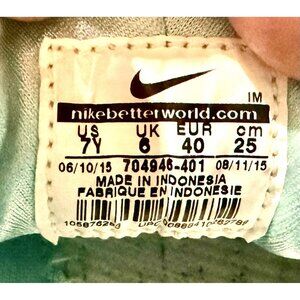 IM
nikebetterworld.com
US UK EUR cm
7Y 6 40 25
06/10/15 704946-401 08/11/15
MADE IN INDONESIA
FABRIQUE EN INDONESIE